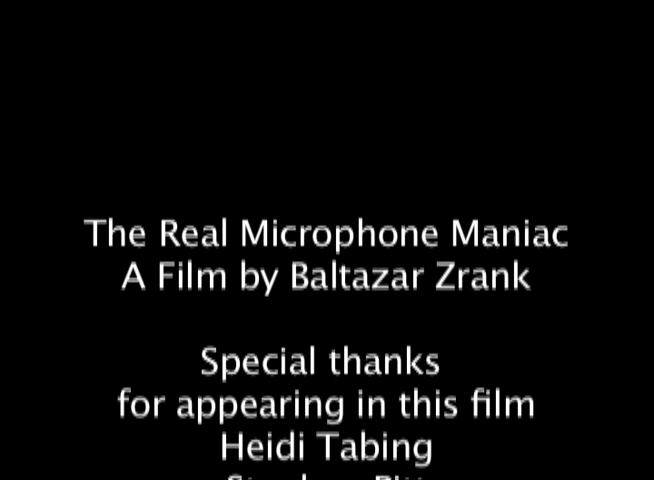 The Real Microphone Maniac
A Film by Baltazar Zrank
Special thanks
for appearing in this film
Heidi Tabing